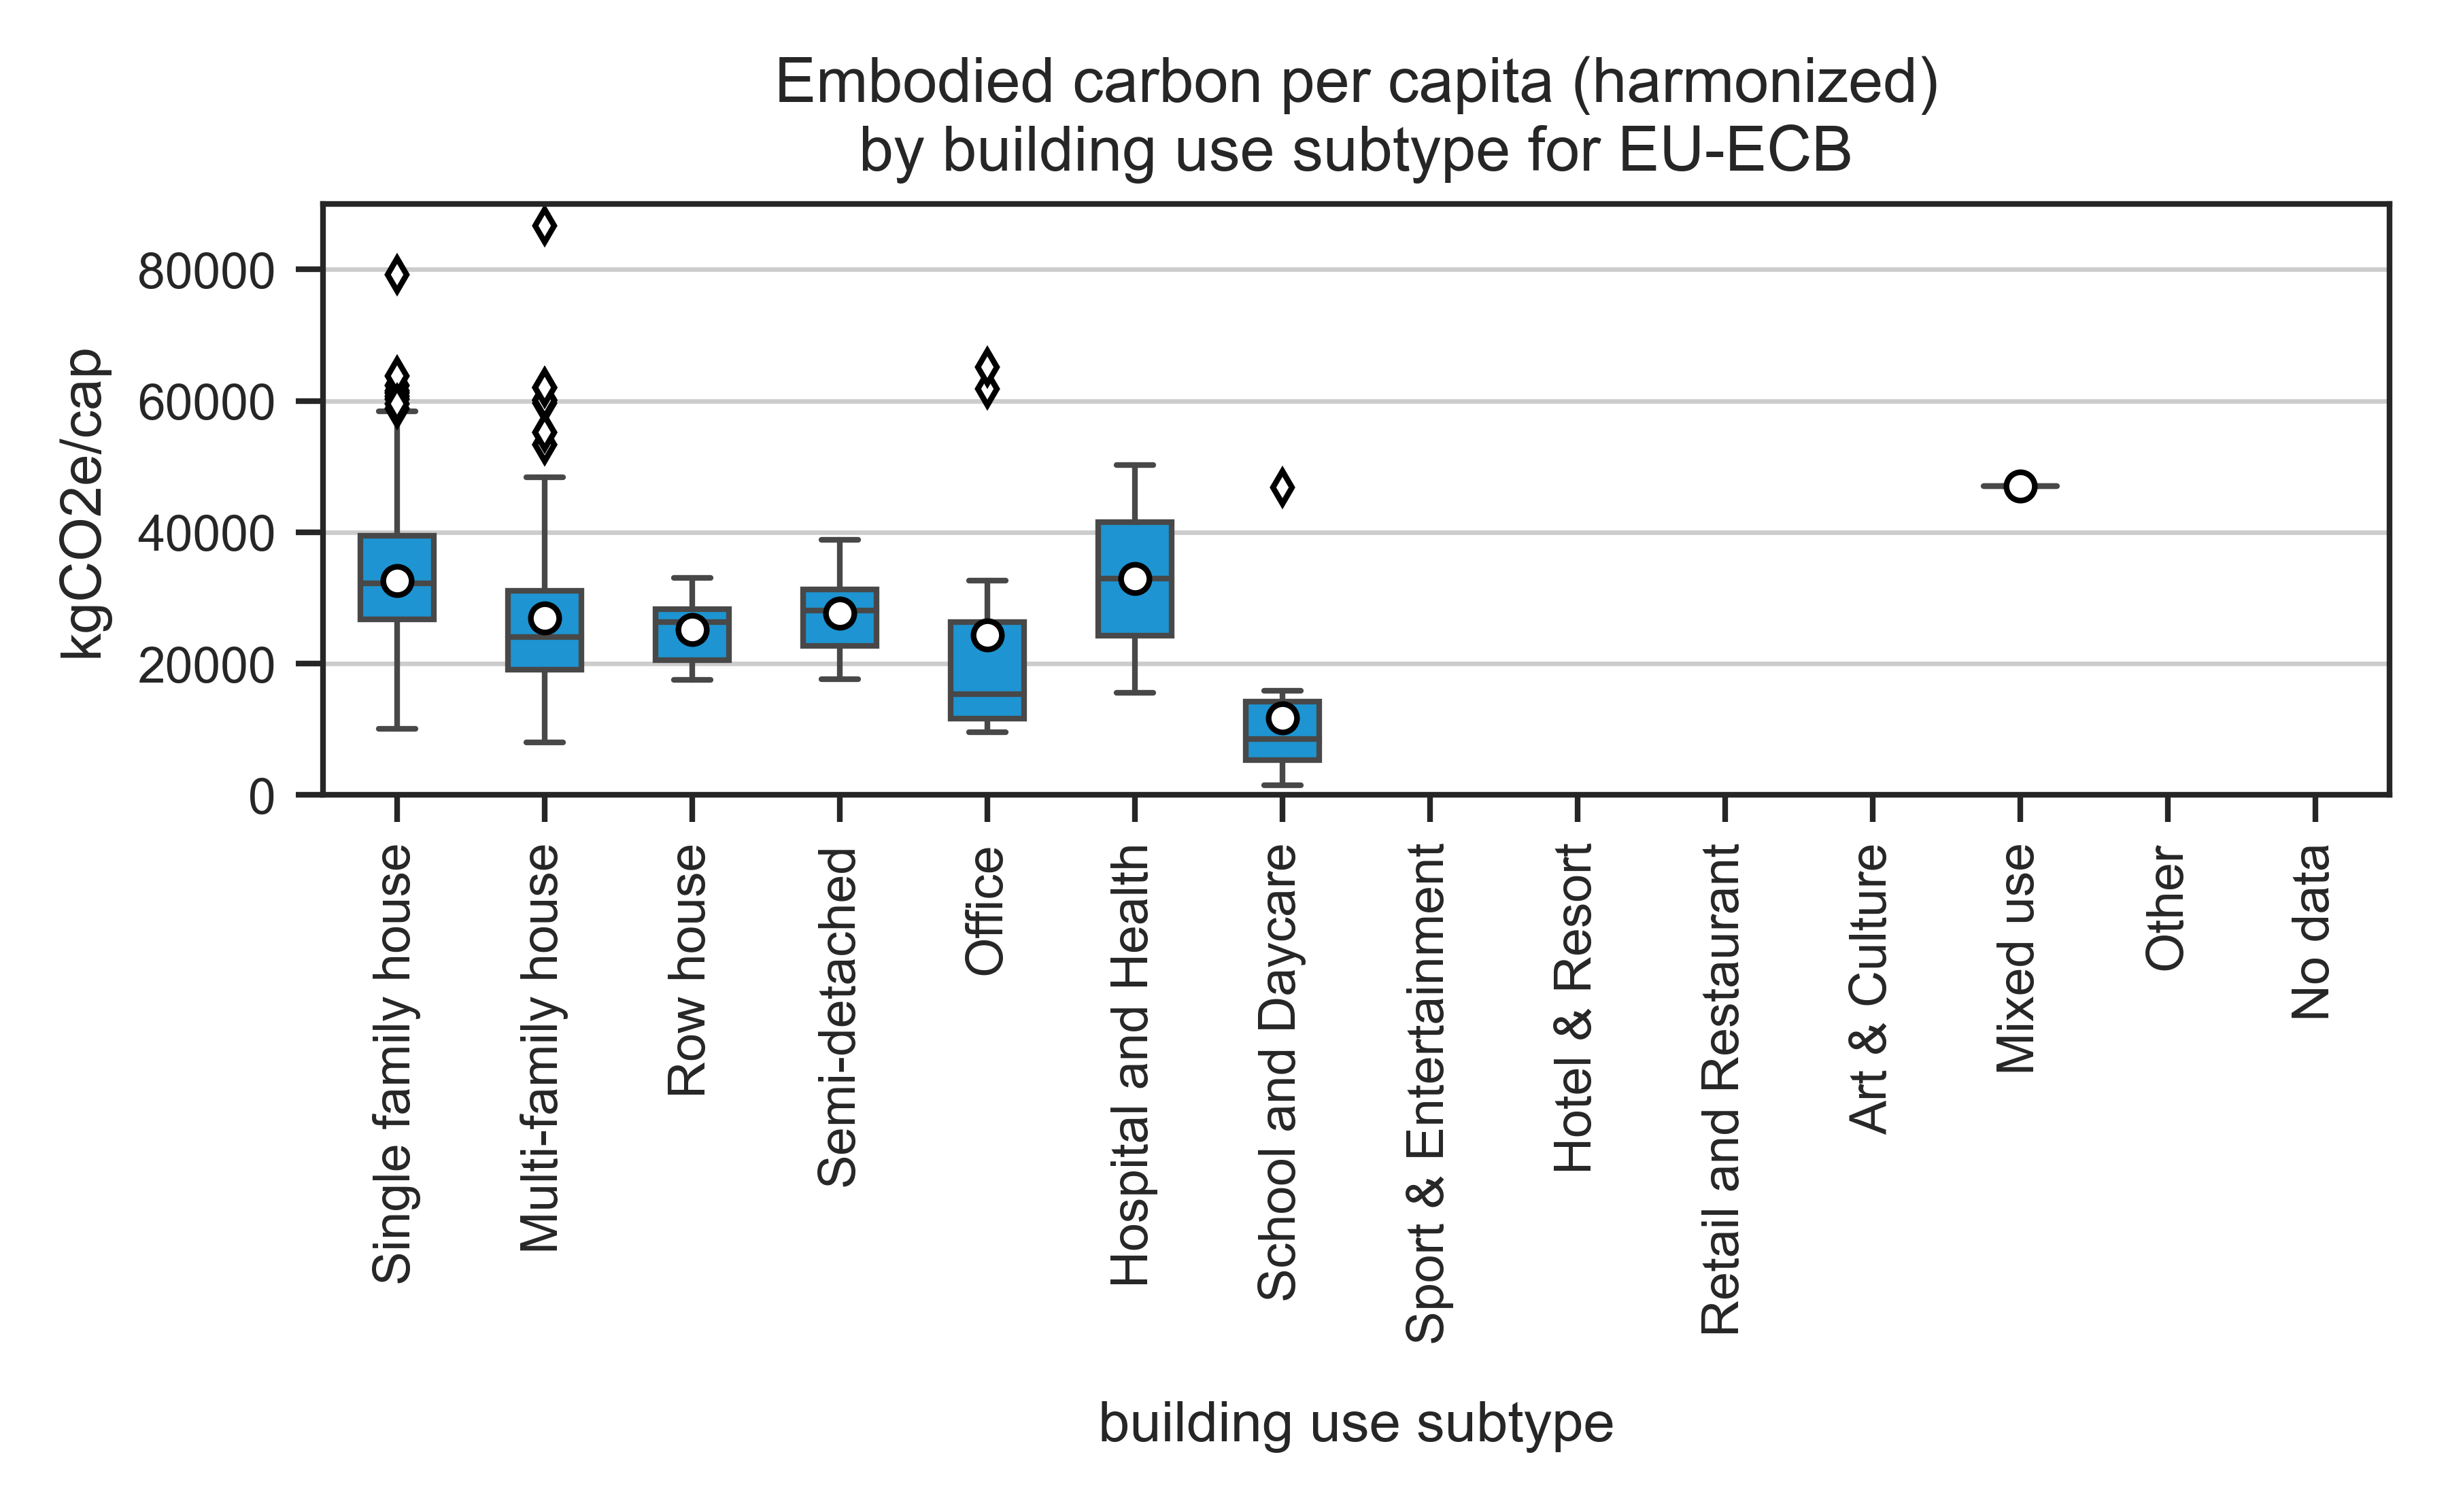 Embodied carbon per capita (harmonized)
by building use subtype for EU-ECB
kgCO2e/cap
80000
60000
40000
20000
0
Single family house
Multi-family house
Row house
Semi-detached
Office
Hospital and Health
School and Daycare
Sport & Entertainment
Hotel & Resort
Retail and Restaurant
Art & Culture
Mixed use
Other
No data
building use subtype